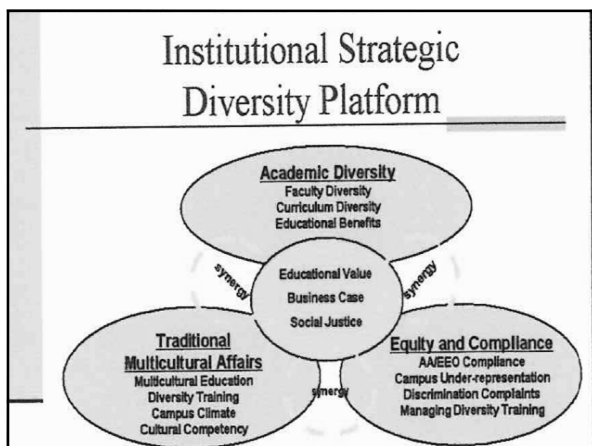 Institutional Strategic
Diversity Platform
Academic Diversity
Faculty Diversity
Curriculum Diversity
Educational Benefits
synergy
synergy
Educational Value
Business Case
Social Justice
Traditional
Multicultural Affairs
Multicultural Education
Diversity Training
Campus Climate
Cultural Competency
synergy
Equity and Compliance
AA/EEO Compliance
Campus Under-representation
Discrimination Complaints
Managing Diversity Training